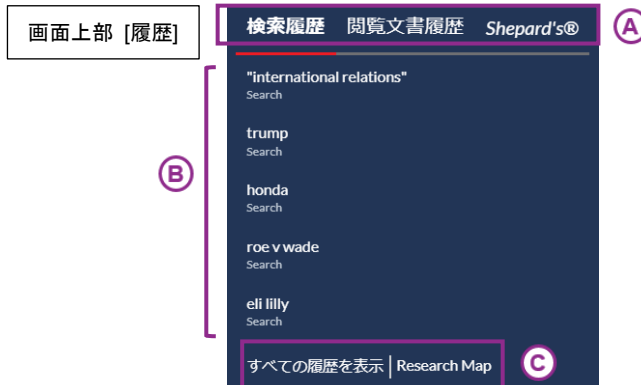 画面上部 [履歴]
検索履歴 閲覧文書履歴 Shepard's®
A
"international relations"
Search
trump
Search
B
honda
Search
roe v wade
Search
eli lilly
Search
すべての履歴を表示 | Research Map
C